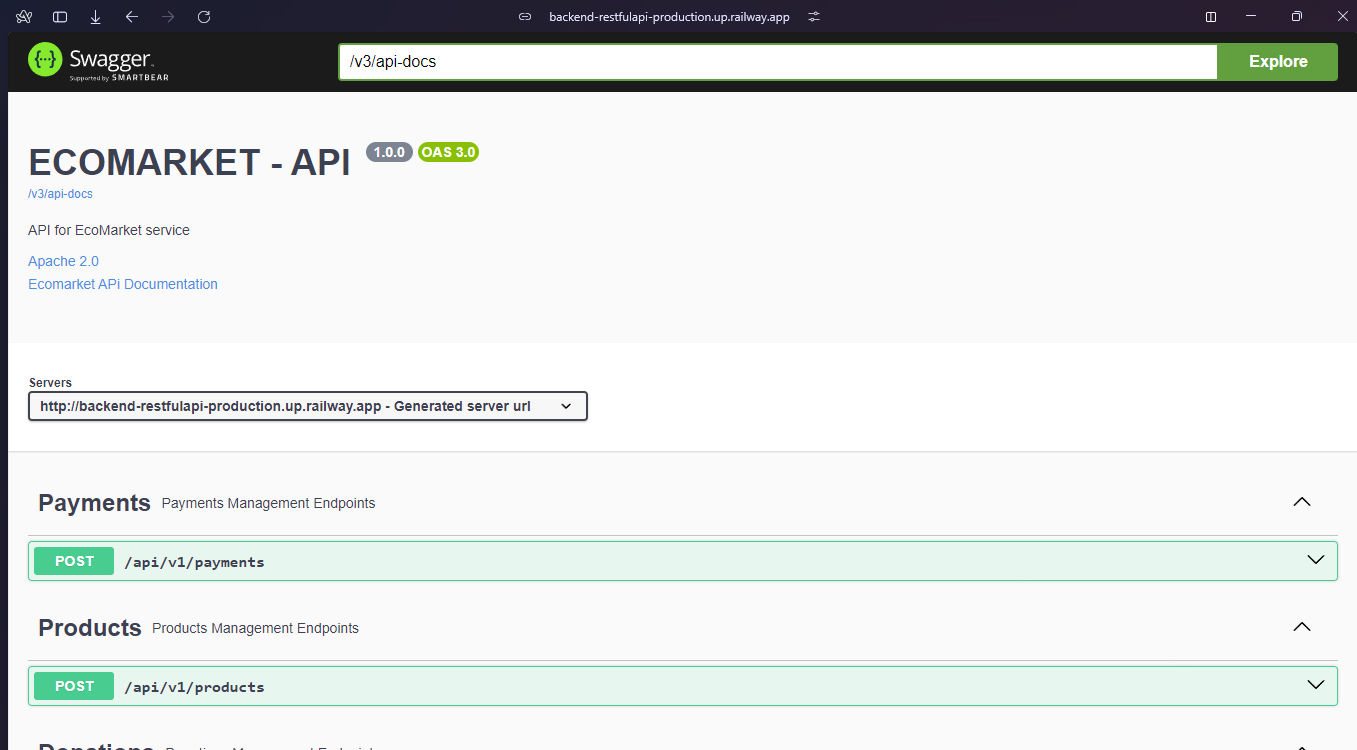 backend-restfulapi-production.up.railway.app
{···} Swagger
Supported by SMARTBEAR
/v3/api-docs
Explore
ECOMARKET - API 1.0.0 OAS 3.0
/v3/api-docs
API for EcoMarket service
Apache 2.0
Ecomarket APi Documentation
Servers
http://backend-restfulapi-production.up.railway.app - Generated server url
Payments Payments Management Endpoints
POST /api/v1/payments
Products Products Management Endpoints
POST /api/v1/products